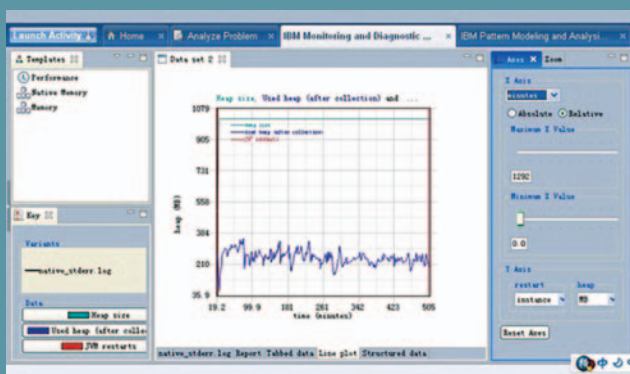 Launch Activity
Home
Analyze Problem
IBM Monitoring and Diagnostic ...
IBM Pattern Modeling and Analysi...
Templates
Performance
Native Memory
Memory
Key
Variants
native_stderr.log
Data
Heap size
Used heap (after colle
JVM restarts
Data set 2
Heap size, Used heap (after collection) and ...
heap size
used heap (after collection)
JVM restarts
heap (MB)
1079
905
731
558
384
210
35.9
19.2 99.9 181 261 342 423 505
time (minutes)
native_stderr.log Report Tabbed data Line plot Structured data
Axes
Zoom
X Axis
minutes
Absolute Relative
Maximum X Value
1292
Minimum X Value
0.0
Y Axis
restart heap
instance MB
Reset Axes
中